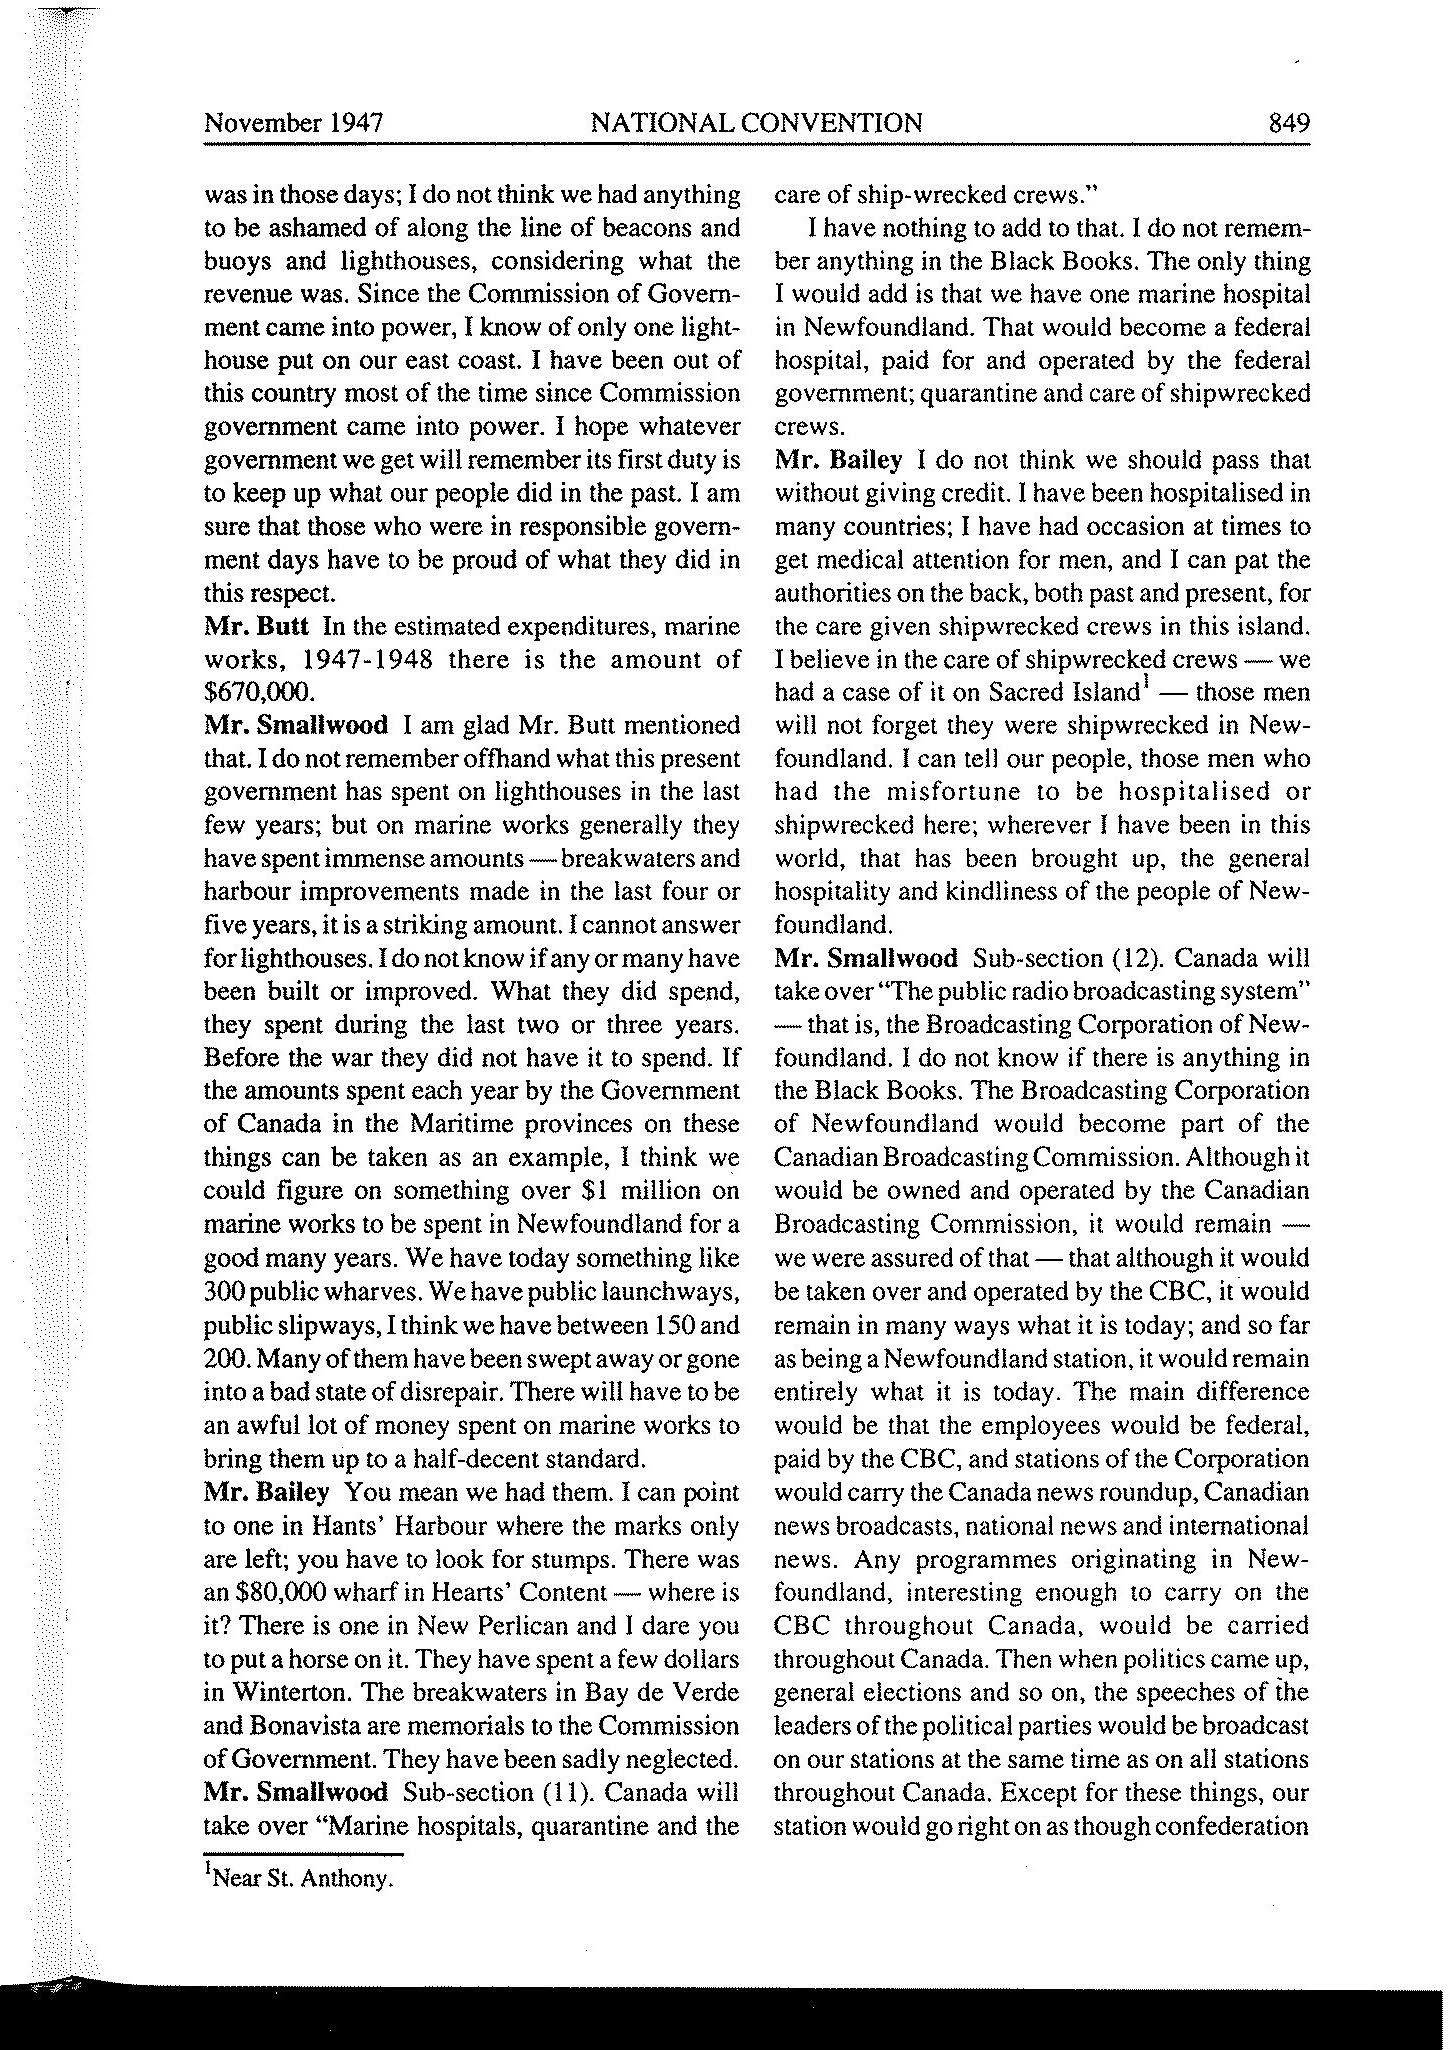 November 1947 NATIONAL CONVENTION 849
was in those days; I do not think we had anything
to be ashamed of along the line of beacons and
buoys and lighthouses, considering what the
revenue was. Since the Commission of Govern-
ment came into power, I know of only one light-
house put on our east coast. I have been out of
this country most of the time since Commission
government came into power. I hope whatever
government we get will remember its first duty is
to keep up what our people did in the past. I am
sure that those who were in responsible govern-
ment days have to be proud of what they did in
this respect.
Mr. Butt In the estimated expenditures, marine
works, 1947-1948 there is the amount of
$670,000.
Mr. Smallwood I am glad Mr. Butt mentioned
that. I do not remember offhand what this present
government has spent on lighthouses in the last
few years; but on marine works generally they
have spent immense amounts — breakwaters and
harbour improvements made in the last four or
five years, it is a striking amount. I cannot answer
for lighthouses. I do not know if any or many have
been built or improved. What they did spend,
they spent during the last two or three years.
Before the war they did not have it to spend. If
the amounts spent each year by the Government
of Canada in the Maritime provinces on these
things can be taken as an example, I think we
could figure on something over $1 million on
marine works to be spent in Newfoundland for a
good many years. We have today something like
300 public wharves. We have public launchways,
public slipways, I think we have between 150 and
200. Many of them have been swept away or gone
into a bad state of disrepair. There will have to be
an awful lot of money spent on marine works to
bring them up to a half-decent standard.
Mr. Bailey You mean we had them. I can point
to one in Hants' Harbour where the marks only
are left; you have to look for stumps. There was
an $80,000 wharf in Hearts' Content — where is
it? There is one in New Perlican and I dare you
to put a horse on it. They have spent a few dollars
in Winterton. The breakwaters in Bay de Verde
and Bonavista are memorials to the Commission
of Government. They have been sadly neglected.
Mr. Smallwood Sub-section (11). Canada will
take over "Marine hospitals, quarantine and the
care of ship-wrecked crews."
I have nothing to add to that. I do not remem-
ber anything in the Black Books. The only thing
I would add is that we have one marine hospital
in Newfoundland. That would become a federal
hospital, paid for and operated by the federal
government; quarantine and care of shipwrecked
crews.
Mr. Bailey I do not think we should pass that
without giving credit. I have been hospitalised in
many countries; I have had occasion at times to
get medical attention for men, and I can pat the
authorities on the back, both past and present, for
the care given shipwrecked crews in this island.
I believe in the care of shipwrecked crews — we
had a case of it on Sacred Island¹ — those men
will not forget they were shipwrecked in New-
foundland. I can tell our people, those men who
had the misfortune to be hospitalised or
shipwrecked here; wherever I have been in this
world, that has been brought up, the general
hospitality and kindliness of the people of New-
foundland.
Mr. Smallwood Sub-section (12). Canada will
take over "The public radio broadcasting system"
— that is, the Broadcasting Corporation of New-
foundland. I do not know if there is anything in
the Black Books. The Broadcasting Corporation
of Newfoundland would become part of the
Canadian Broadcasting Commission. Although it
would be owned and operated by the Canadian
Broadcasting Commission, it would remain —
we were assured of that — that although it would
be taken over and operated by the CBC, it would
remain in many ways what it is today; and so far
as being a Newfoundland station, it would remain
entirely what it is today. The main difference
would be that the employees would be federal,
paid by the CBC, and stations of the Corporation
would carry the Canada news roundup, Canadian
news broadcasts, national news and international
news. Any programmes originating in New-
foundland, interesting enough to carry on the
CBC throughout Canada, would be carried
throughout Canada. Then when politics came up,
general elections and so on, the speeches of the
leaders of the political parties would be broadcast
on our stations at the same time as on all stations
throughout Canada. Except for these things, our
station would go right on as though confederation
¹Near St. Anthony.